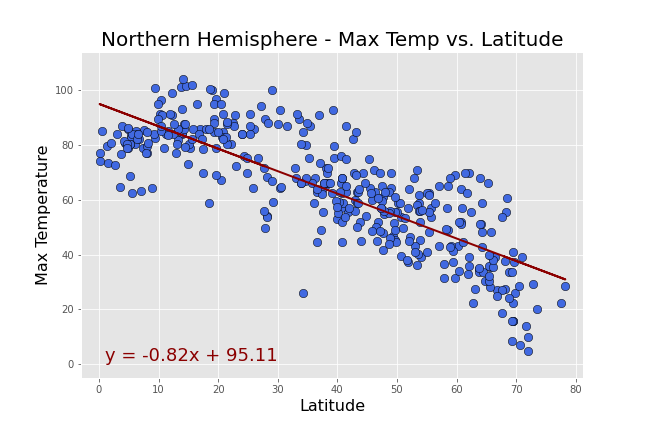 Northern Hemisphere - Max Temp vs. Latitude
Max Temperature
100
80
60
40
20
0
y = -0.82x + 95.11
0 10 20 30 40 50 60 70 80
Latitude